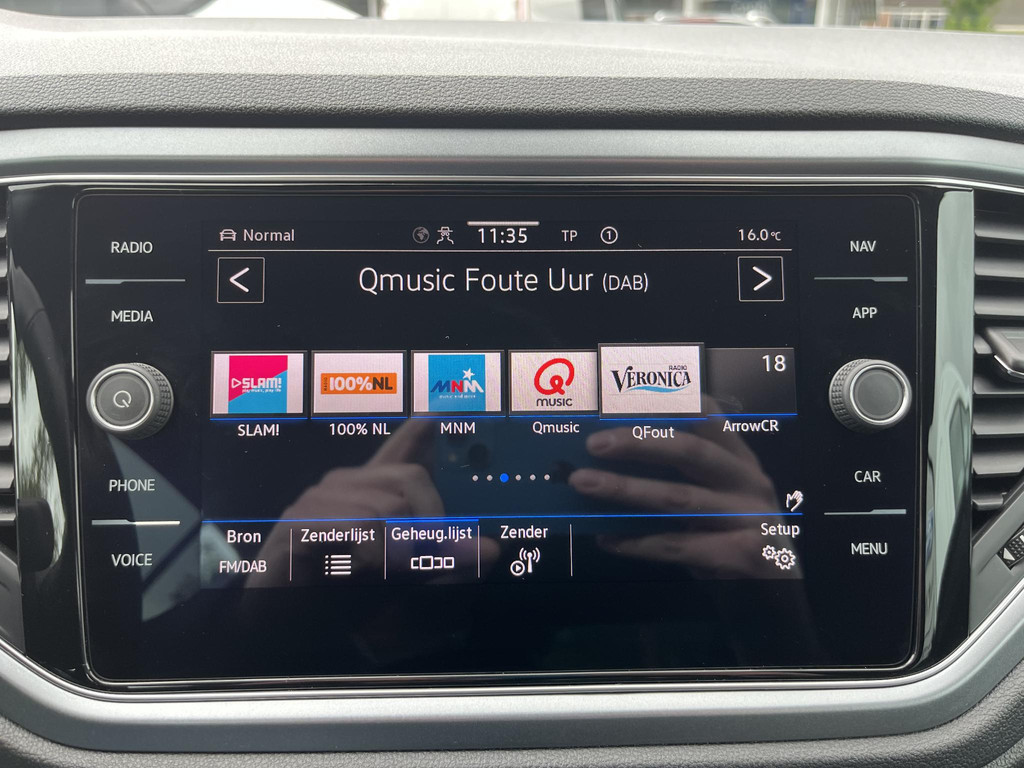 RADIO
MEDIA
PHONE
VOICE
Normal
11:35
TP
1
16.0°C
Qmusic Foute Uur (DAB)
SLAM!
100%NL
MNM
Q
MUSIC
RADIO
VERONICA
18
SLAM!
100% NL
MNM
Qmusic
QFout
ArrowCR
Bron
FM/DAB
Zenderlijst
Geheug.lijst
Zender
Setup
NAV
APP
CAR
MENU